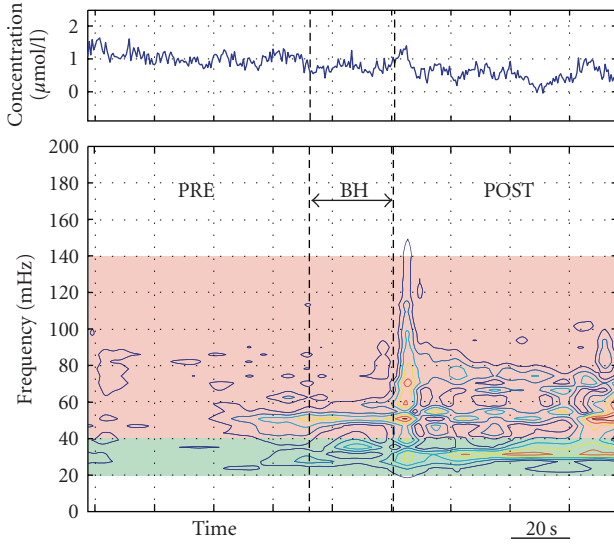 Concentration
(μmol/l)
2
1
0
Frequency (mHz)
200
180
160
140
120
100
80
60
40
20
0
PRE
BH
POST
Time
20 s